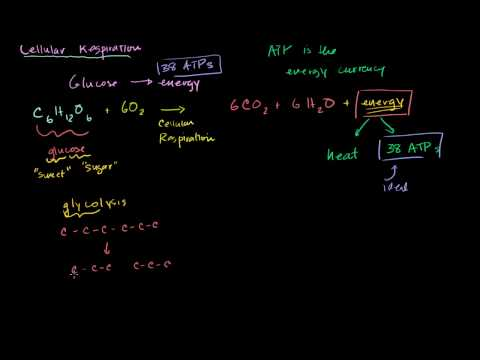 Cellular Respiration
38 ATPs
Glucose → energy
ATP is the
energy currency
C6H12O6 + 6O2 → 6CO2 + 6H2O + energy
Cellular
Respiration
glucose
"sweet" "sugar"
heat 38 ATPs
ideal
glycolysis
C-C-C-C-C-C
C-C-C C-C-C